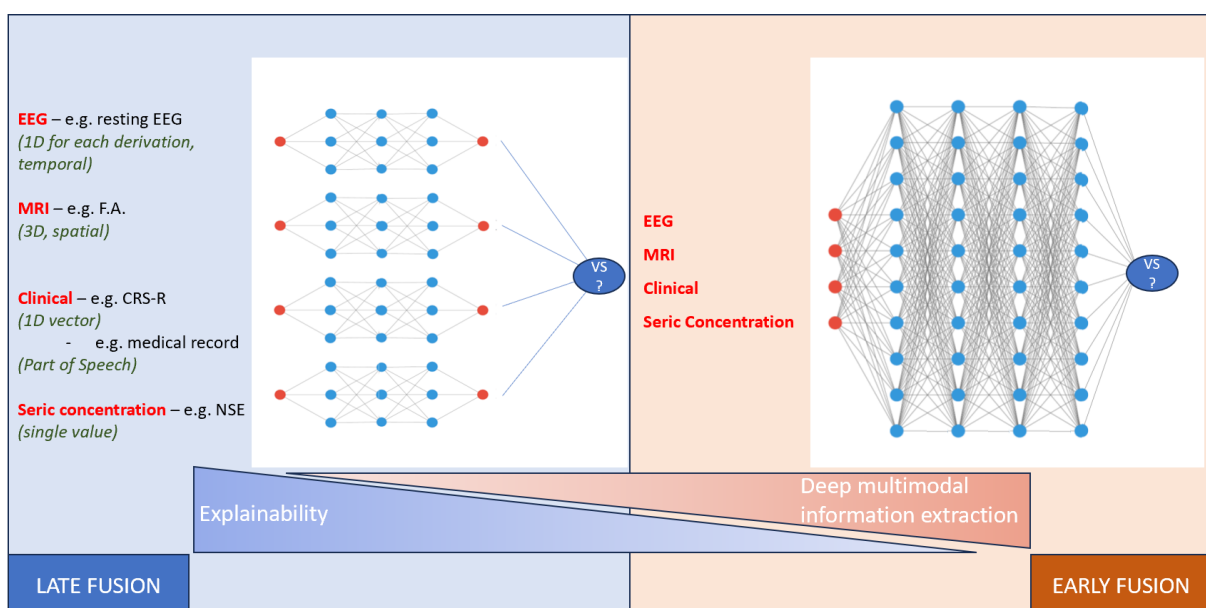 EEG – e.g. resting EEG
(1D for each derivation,
temporal)
MRI – e.g. F.A.
(3D, spatial)
Clinical – e.g. CRS-R
(1D vector)
- e.g. medical record
(Part of Speech)
Seric concentration – e.g. NSE
(single value)
VS
?
EEG
MRI
Clinical
Seric Concentration
VS
?
Explainability
Deep multimodal
information extraction
LATE FUSION
EARLY FUSION